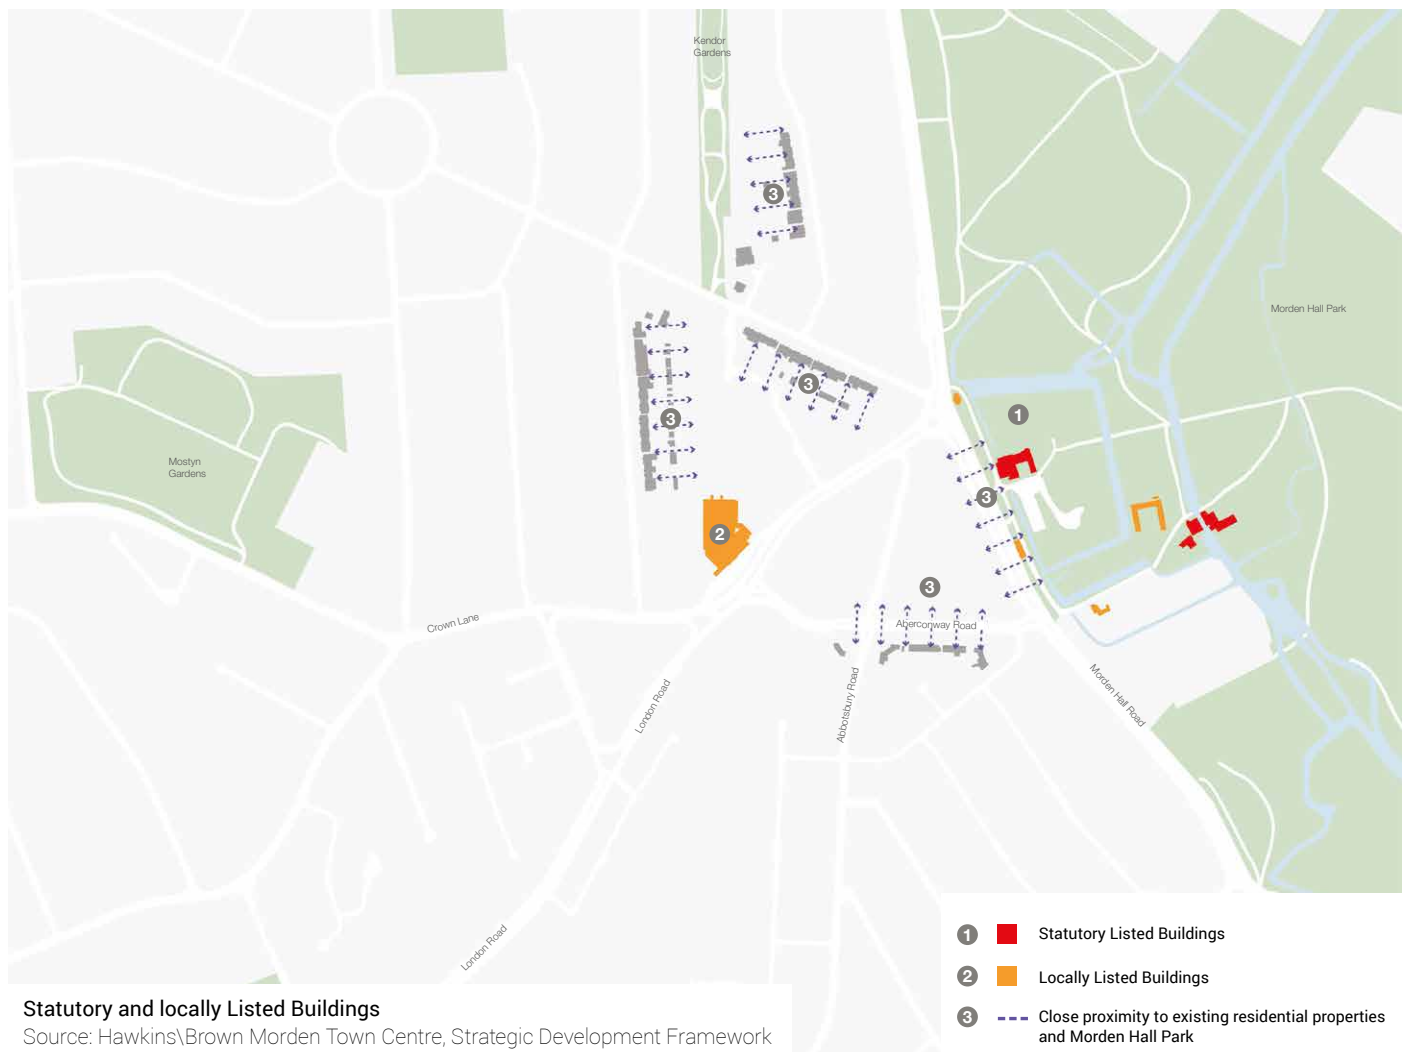 Kendor
Gardens
3
Morden Hall Park
3
1
3
Mostyn
Gardens
3
2
3
Crown Lane
Aberconway Road
London Road
Abbotsbury Road
Morden Hall Road
London Road
1 Statutory Listed Buildings
2 Locally Listed Buildings
3 Close proximity to existing residential properties
and Morden Hall Park
Statutory and locally Listed Buildings
Source: Hawkins\Brown Morden Town Centre, Strategic Development Framework